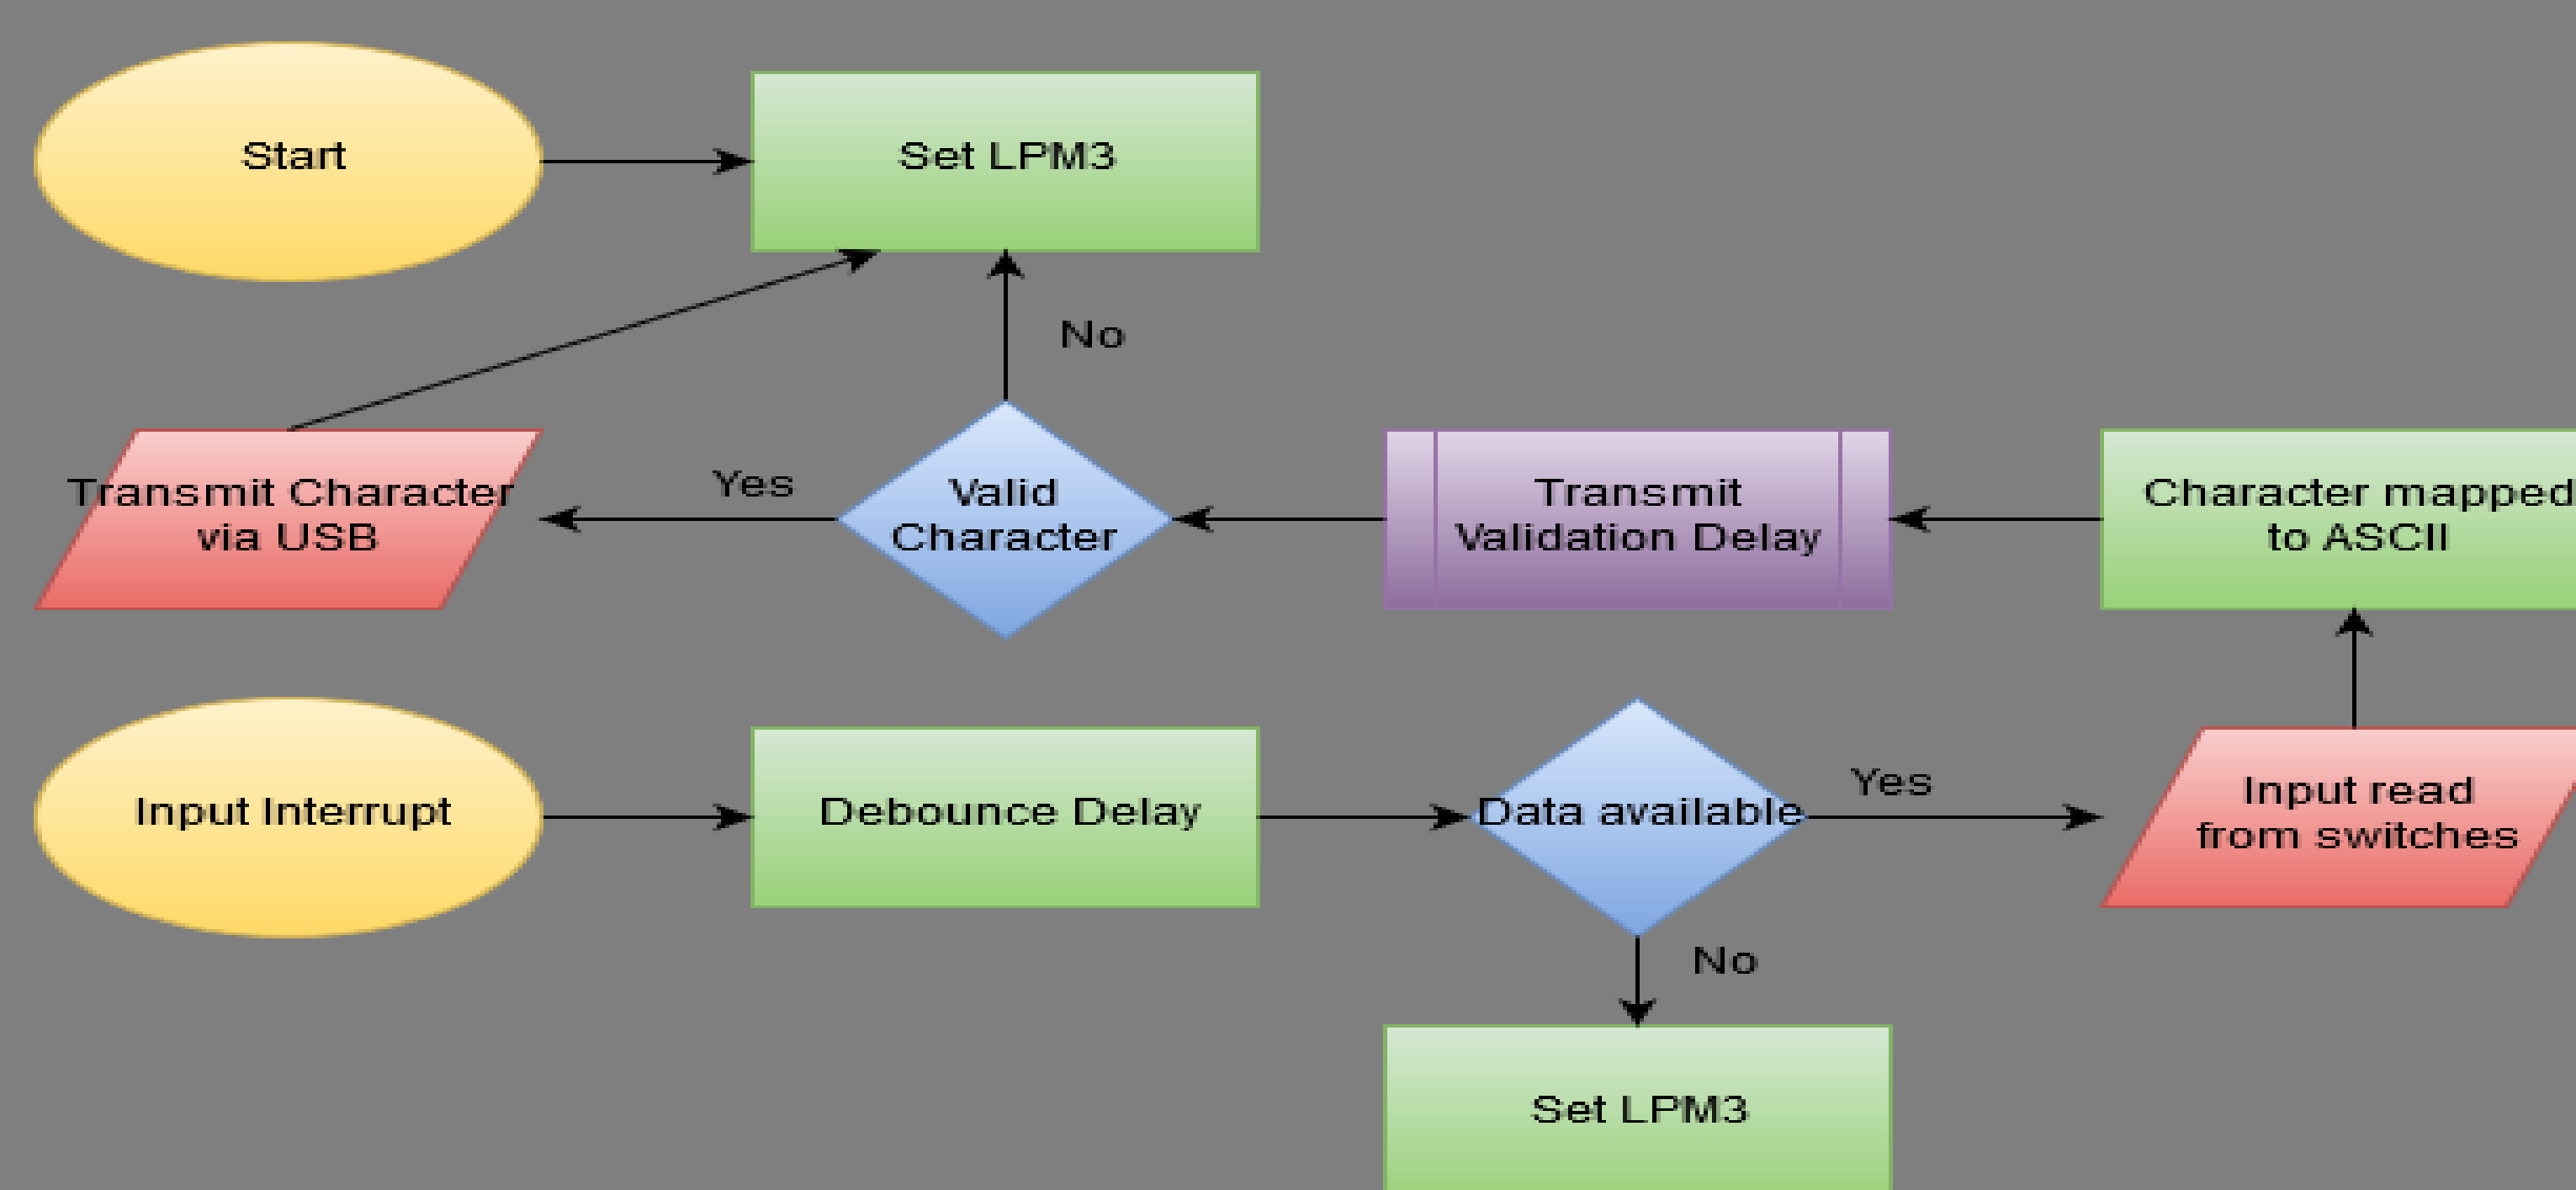 Start
Set LPM3
No
Transmit Character
via USB
Yes
Valid
Character
Transmit
Validation Delay
Character mapped
to ASCII
Input Interrupt
Debounce Delay
Data available
Yes
Input read
from switches
No
Set LPM3